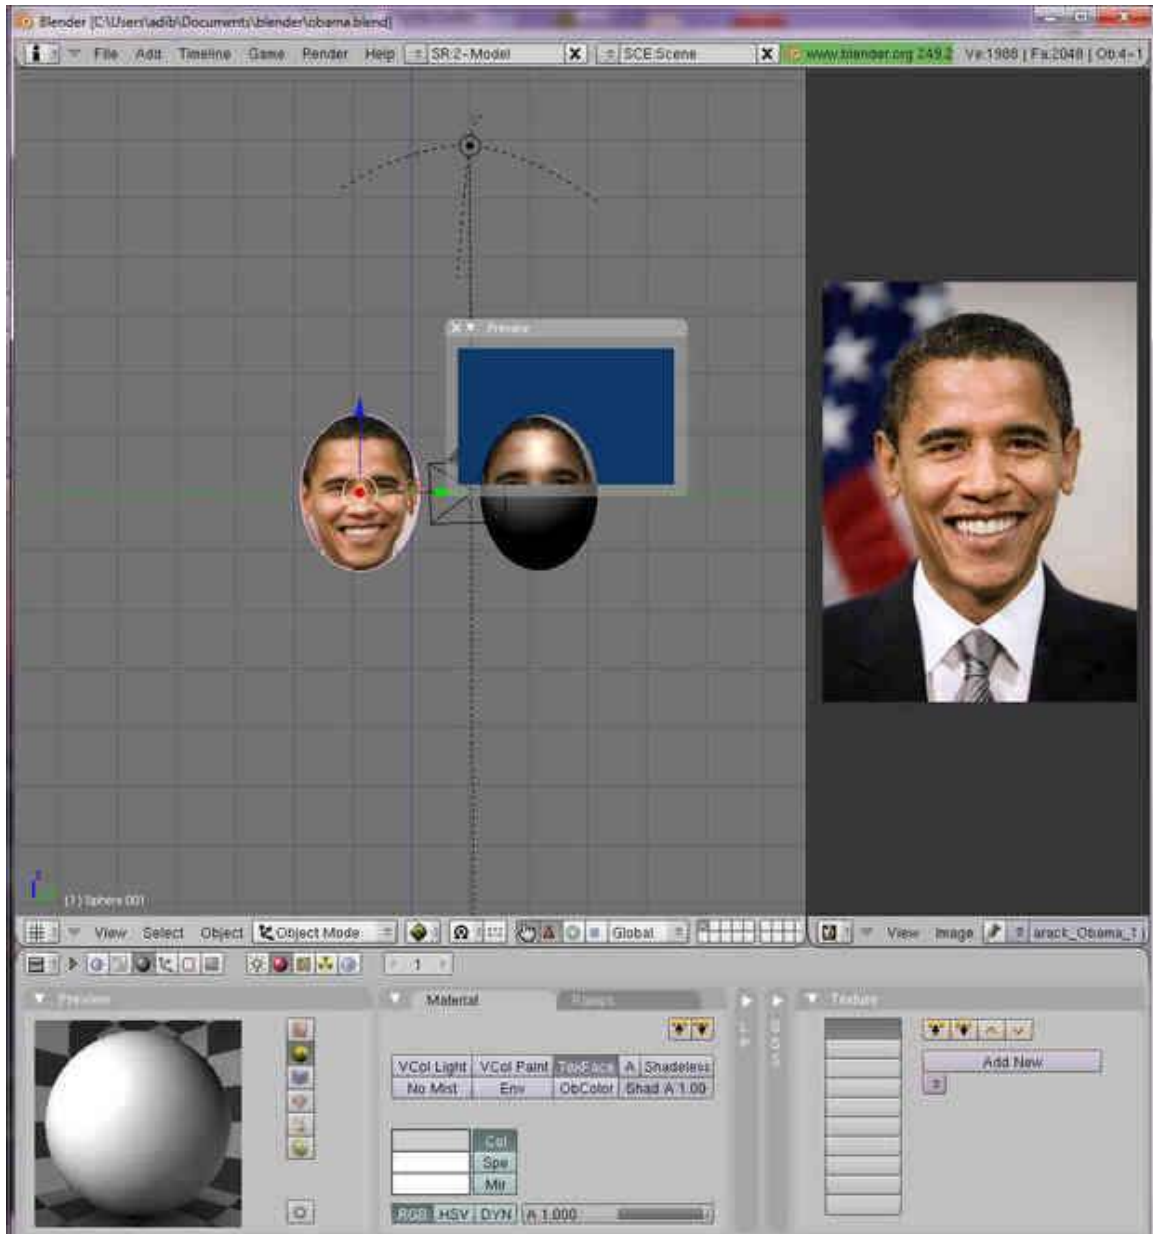 Blender [C:\Users\adib\Documents\blender\obama.blend]
File Add Timeline Game Render Help SR:2-Model X SCE:Scene X www.blender.org 249.2 Ve:1988 | Fa:2048 | Ob:4-1
Preview
(1) Sphere.001
View Select Object Object Mode Global
View Image arack_Obama_1
1
Preview
Material Ramps
Texture
VCol Light VCol Paint TexFace A Shadeless
No Mist Env ObColor Shad A 1.00
Add New
Col
Spe
Mir
RGB HSV DYN A 1.000